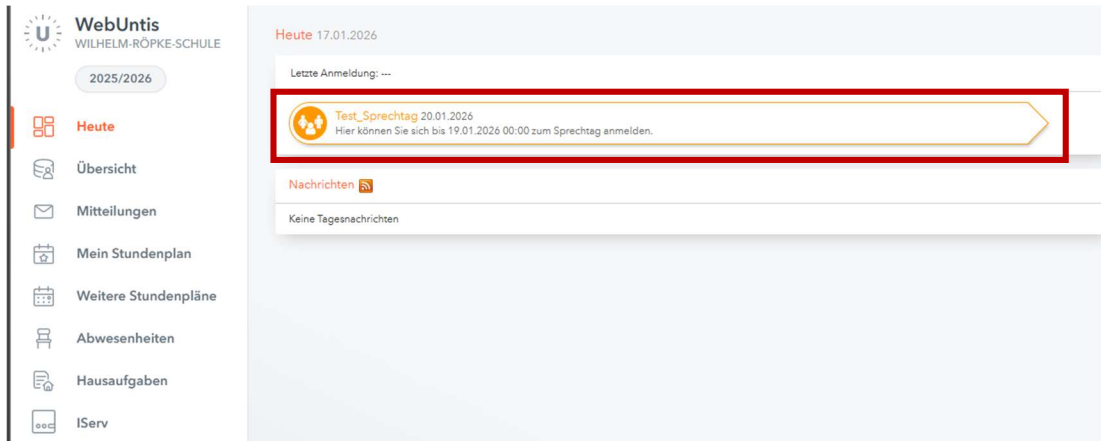 U
WebUntis
WILHELM-RÖPKE-SCHULE
2025/2026
Heute
Übersicht
Mitteilungen
Mein Stundenplan
Weitere Stundenpläne
Abwesenheiten
Hausaufgaben
IServ
Heute 17.01.2026
Letzte Anmeldung: ---
Test_Sprechtag 20.01.2026
Hier können Sie sich bis 19.01.2026 00:00 zum Sprechtag anmelden.
Nachrichten
Keine Tagesnachrichten